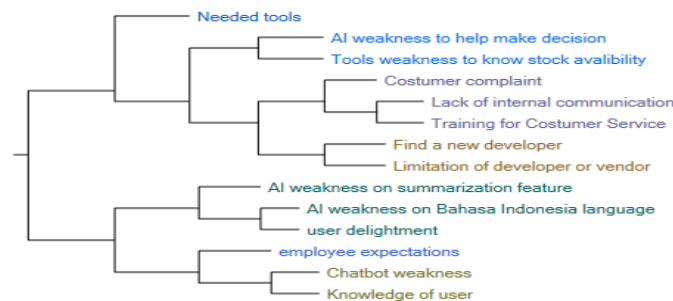 Needed tools
AI weakness to help make decision
Tools weakness to know stock avalibility
Costumer complaint
Lack of internal communication
Training for Costumer Service
Find a new developer
Limitation of developer or vendor
AI weakness on summarization feature
AI weakness on Bahasa Indonesia language
user delightment
employee expectations
Chatbot weakness
Knowledge of user